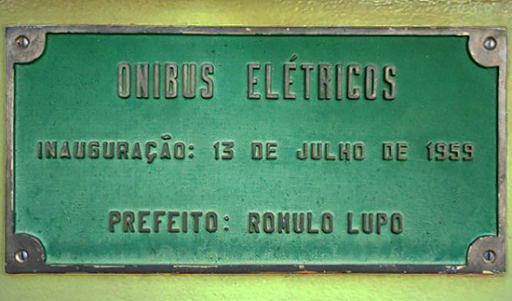 ONIBUS ELÉTRICOS
INAUGURAÇÃO: 13 DE JULHO DE 1959
PREFEITO: ROMULO LUPO